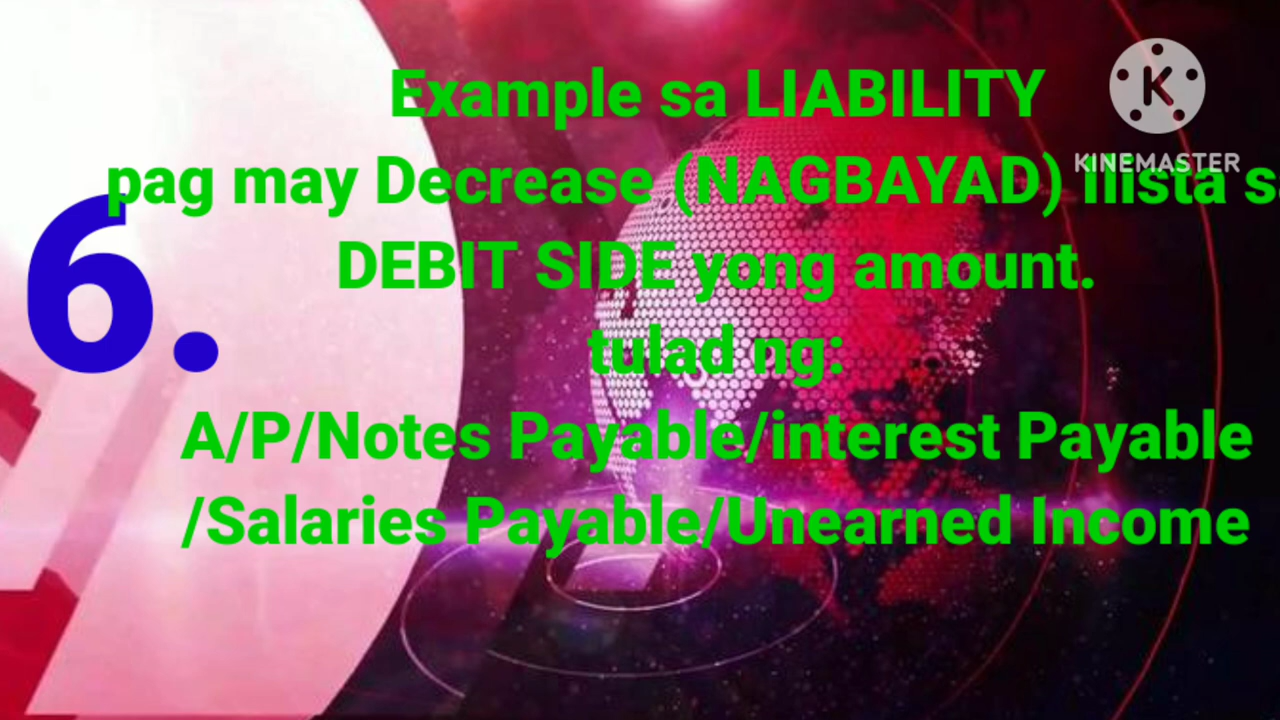 Example sa LIABILITY
KINEMASTER
pag may Decrease (NAGBAYAD) ilista s
6.
DEBIT SIDE yong amount.
tulad ng:
A/P/Notes Payable/interest Payable
/Salaries Payable/Unearned Income